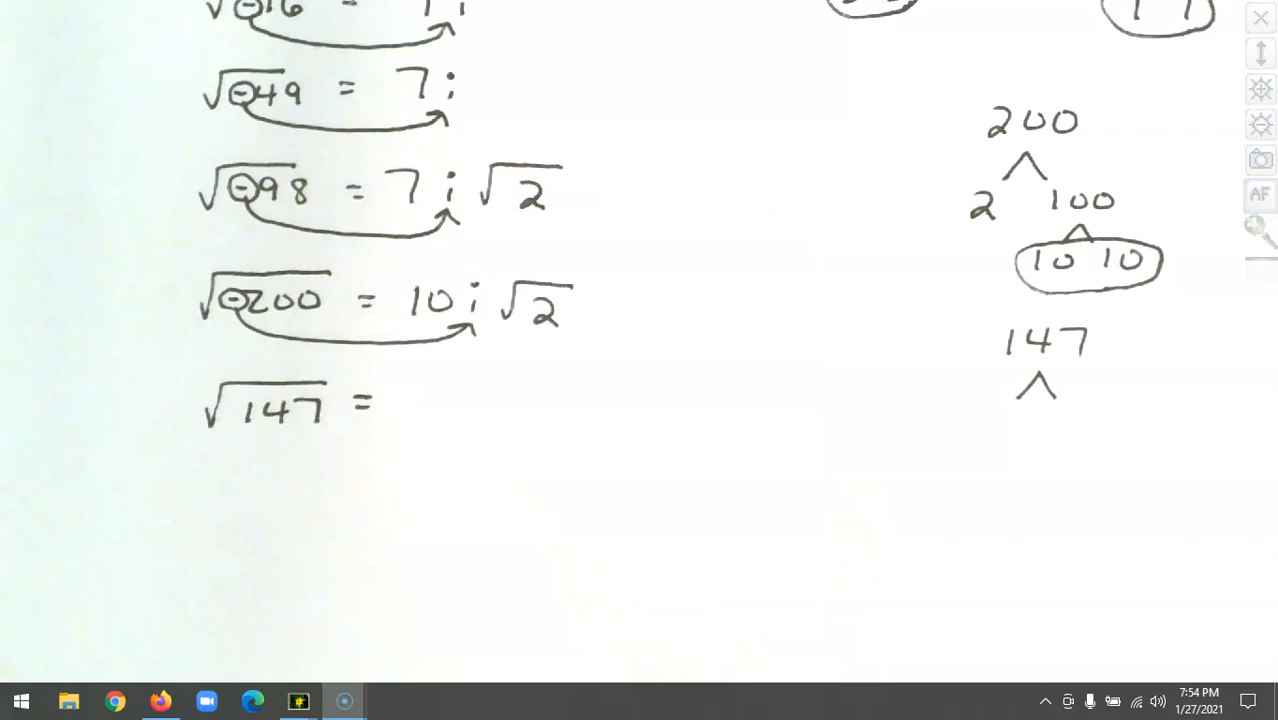 √-49 = 7i
√-98 = 7i√2
√-200 = 10i√2
√147 =
200
2 100
10 10
147
AF
7:54 PM
1/27/2021